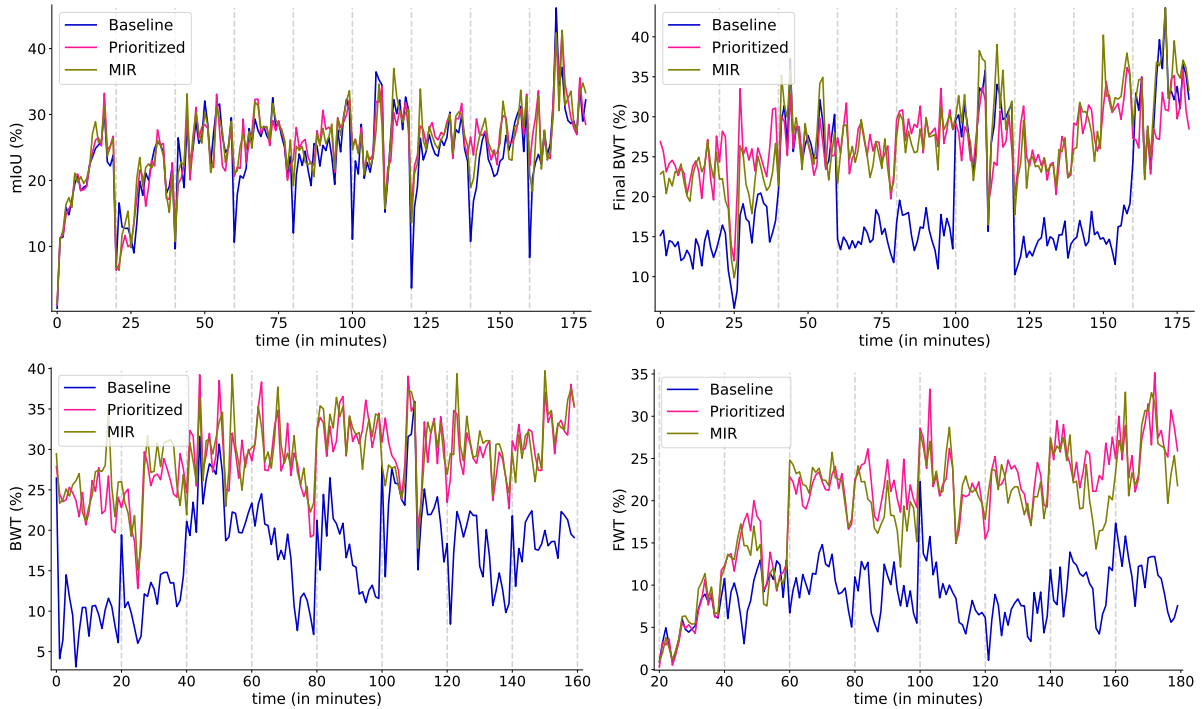 Baseline
Prioritized
MIR
mIoU (%)
40
30
20
10
0 25 50 75 100 125 150 175
time (in minutes)
Baseline
Prioritized
MIR
Final BWT (%)
40
35
30
25
20
15
10
0 25 50 75 100 125 150 175
time (in minutes)
Baseline
Prioritized
MIR
BWT (%)
40
35
30
25
20
15
10
5
0 20 40 60 80 100 120 140 160
time (in minutes)
Baseline
Prioritized
MIR
FWT (%)
35
30
25
20
15
10
5
0
20 40 60 80 100 120 140 160 180
time (in minutes)